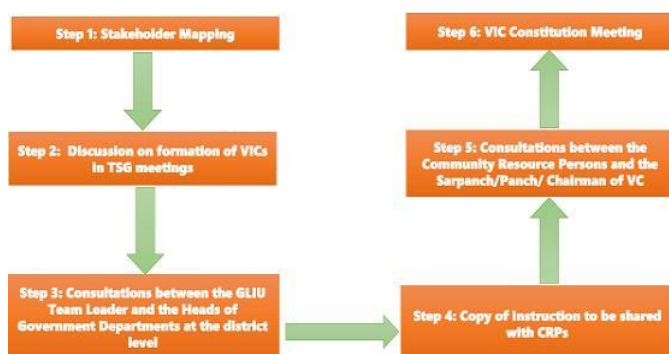 Step 1: Stakeholder Mapping
Step 2: Discussion on formation of VICs
in TSG meetings
Step 3: Consultations between the GLIU
Team Leader and the Heads of
Government Departments at the district
level
Step 4: Copy of Instruction to be shared
with CRPs
Step 5: Consultations between the
Community Resource Persons and the
Sarpanch/Panch/ Chairman of VC
Step 6: VIC Constitution Meeting